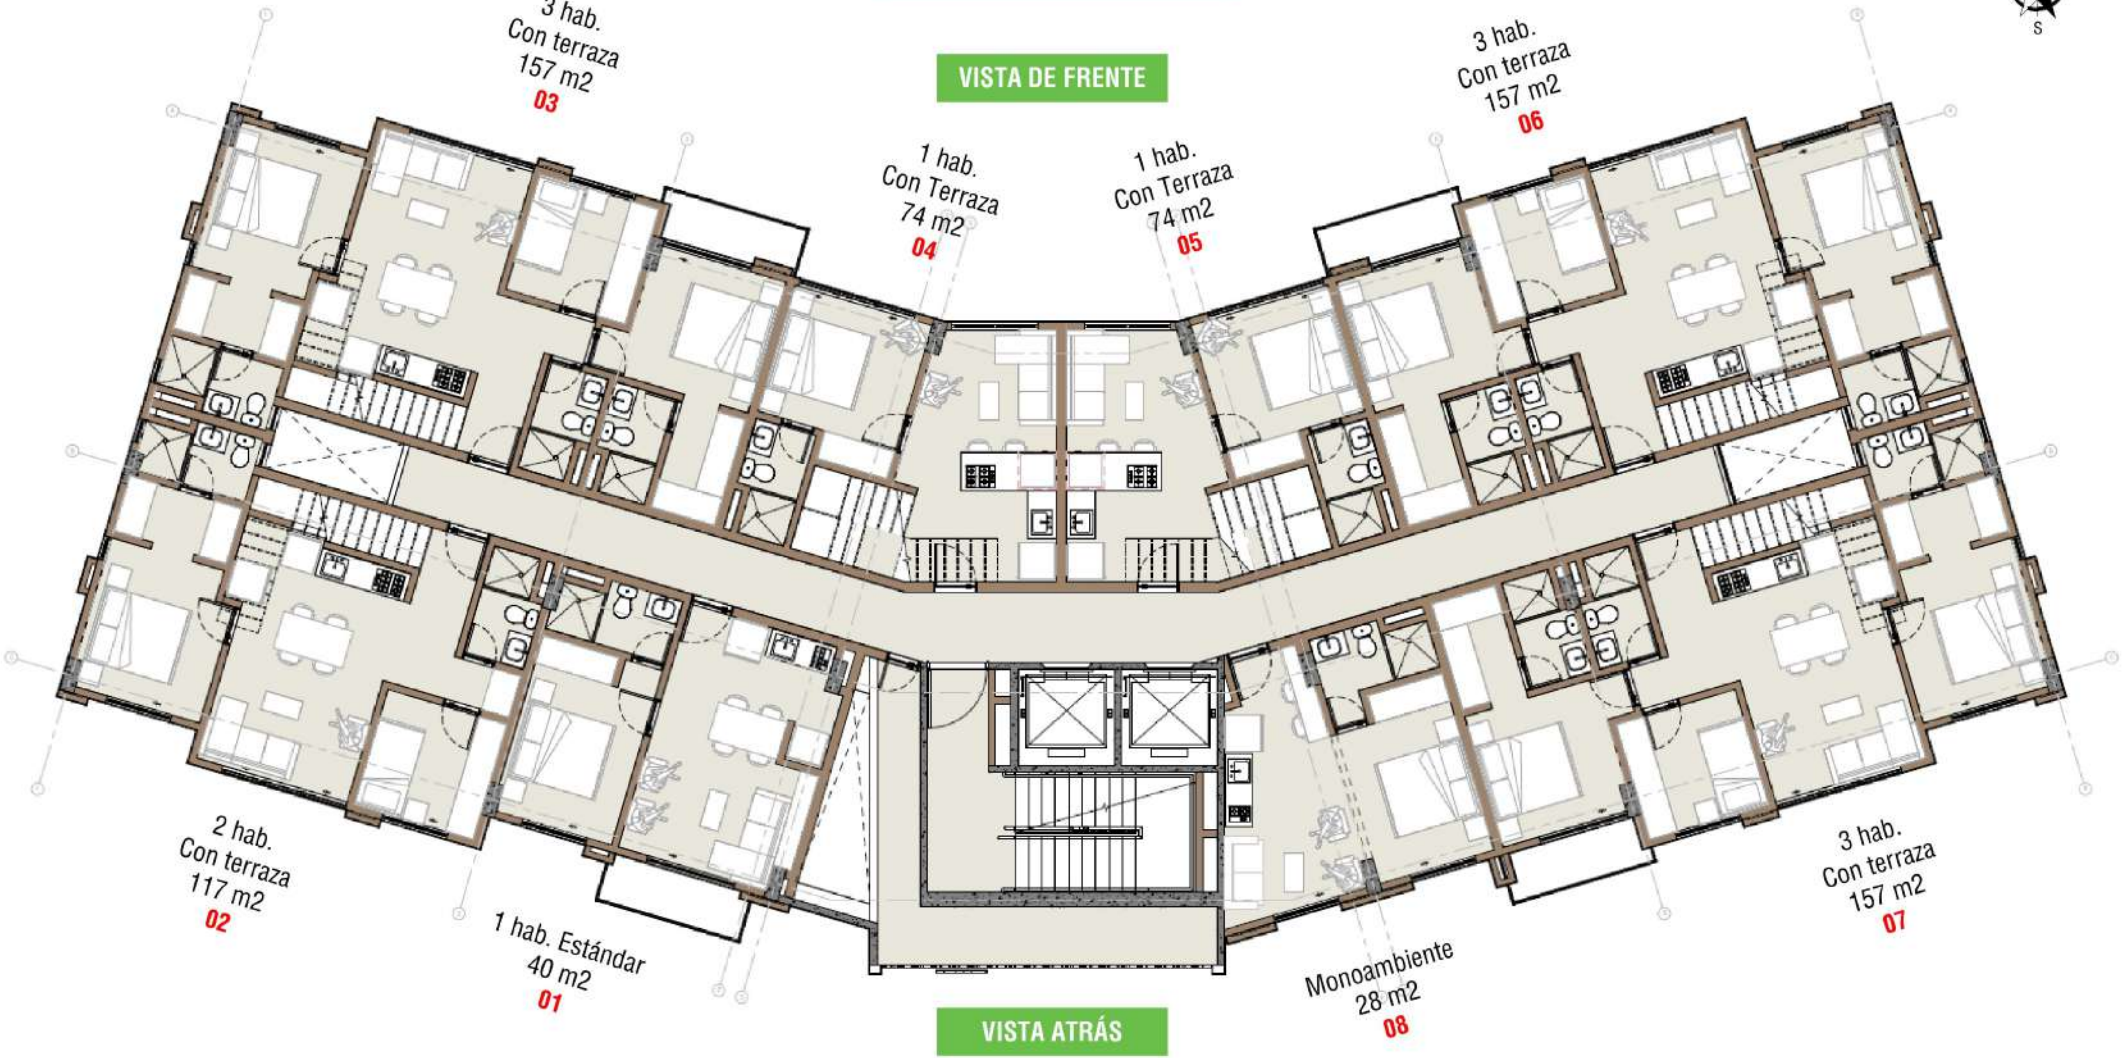 3 hab.
Con terraza
157 m2
03
VISTA DE FRENTE
3 hab.
Con terraza
157 m2
06
S
1 hab.
Con Terraza
74 m2
04
1 hab.
Con Terraza
74 m2
05
2 hab.
Con terraza
117 m2
02
1 hab. Estándar
40 m2
01
Monoambiente
28 m2
08
3 hab.
Con terraza
157 m2
07
VISTA ATRÁS